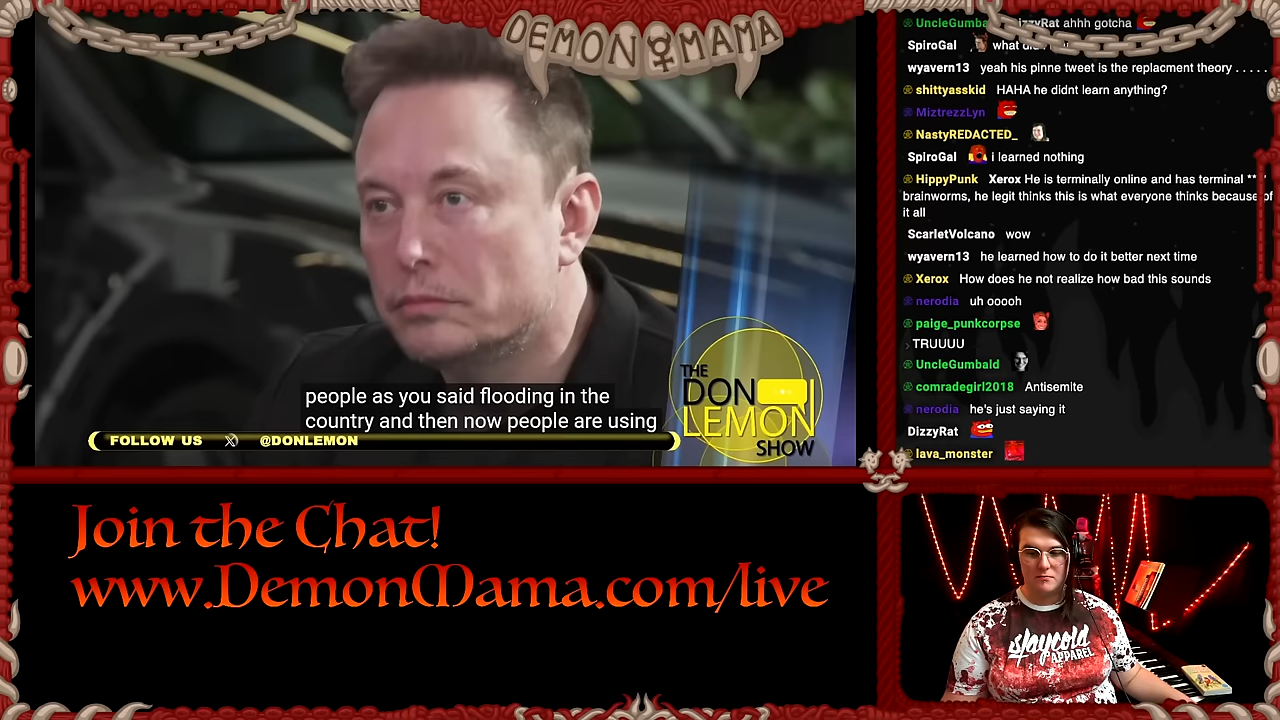 DEMON MAMA
people as you said flooding in the
country and then now people are using
FOLLOW US X @DONLEMON
THE
DON
LEMON
SHOW
UncleGumba izzyRat ahhh gotcha
SpiroGal what di
wyavern13 yeah his pinne tweet is the replacment theory . . . . .
shittyasskid HAHA he didnt learn anything?
MiztrezzLyn
NastyREDACTED_
SpiroGal i learned nothing
HippyPunk Xerox He is terminally online and has terminal ***
brainworms, he legit thinks this is what everyone thinks because of
it all
ScarletVolcano wow
wyavern13 he learned how to do it better next time
Xerox How does he not realize how bad this sounds
nerodia uh ooooh
paige_punkcorpse
TRUUUU
UncleGumbald
comradegirl2018 Antisemite
nerodia he's just saying it
DizzyRat
lava_monster
Join the Chat!
www.DemonMama.com/live
staycold
APPAREL